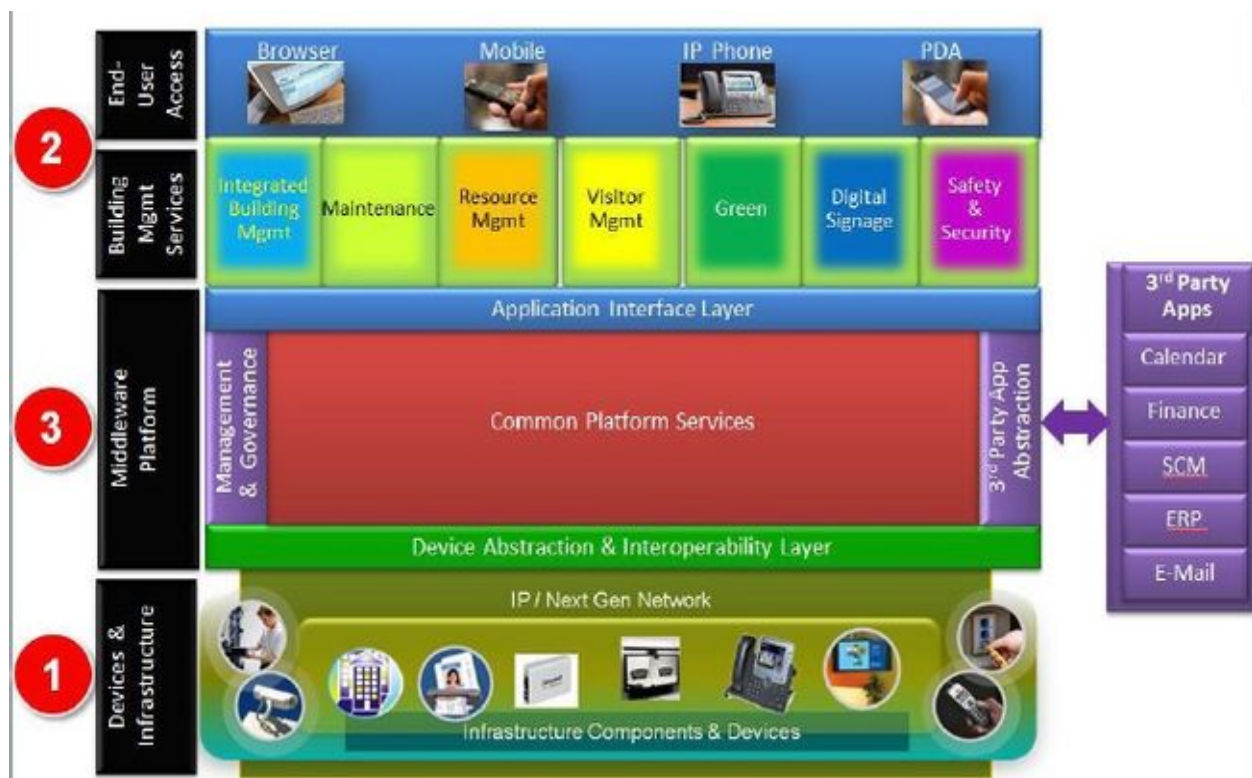 End-
User
Access
Browser
Mobile
IP Phone
PDA
2
Building
Mgmt
Services
Integrated
Building
Mgmt
Maintenance
Resource
Mgmt
Visitor
Mgmt
Green
Digital
Signage
Safety
&
Security
3
Middleware
Platform
Application Interface Layer
Management
& Governance
Common Platform Services
3rd Party App
Abstraction
Device Abstraction & Interoperability Layer
3rd Party
Apps
Calendar
Finance
SCM
ERP
E-Mail
1
Devices &
Infrastructure
IP / Next Gen Network
Infrastructure Components & Devices